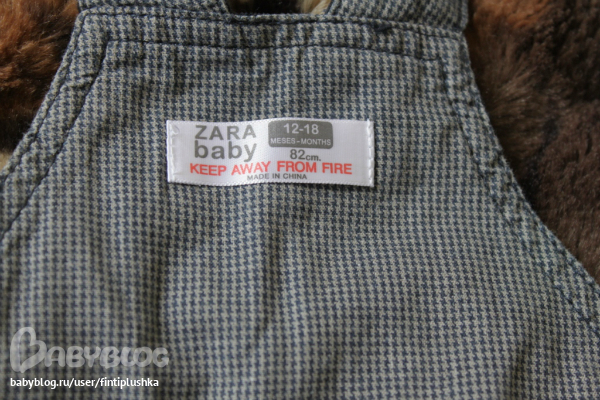 ZARA
baby
12-18
MESES-MONTHS
82cm.
KEEP AWAY FROM FIRE
MADE IN CHINA
BABYBLOG
babyblog.ru/user/fintiplushka